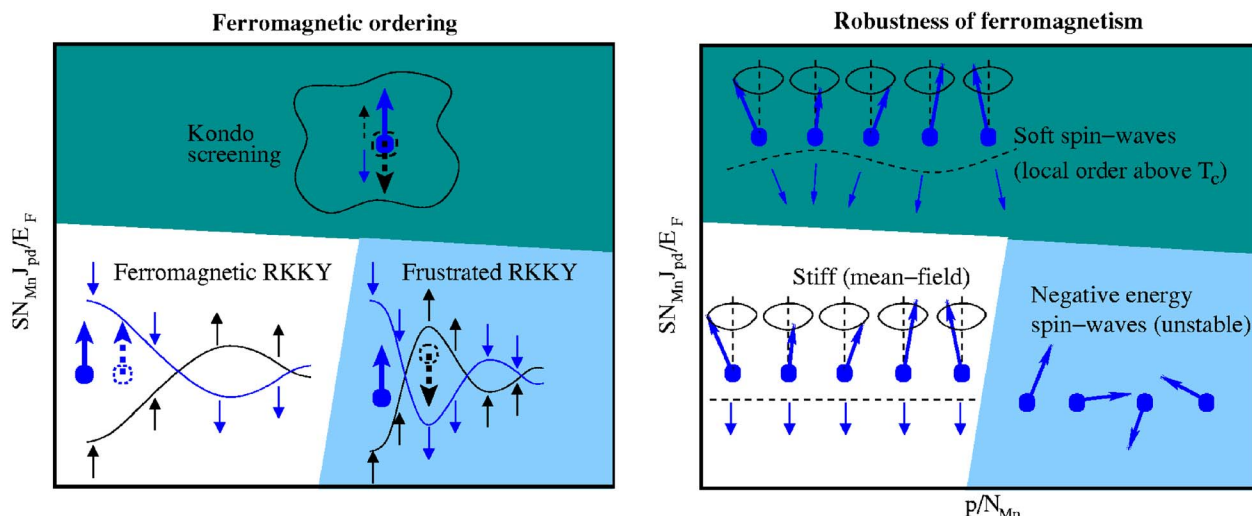 Ferromagnetic ordering
SN_Mn J_pd/E_F
Kondo
screening
Ferromagnetic RKKY
Frustrated RKKY
Robustness of ferromagnetism
SN_Mn J_pd/E_F
Soft spin−waves
(local order above T_c)
Stiff (mean−field)
Negative energy
spin−waves (unstable)
p/N_Mn